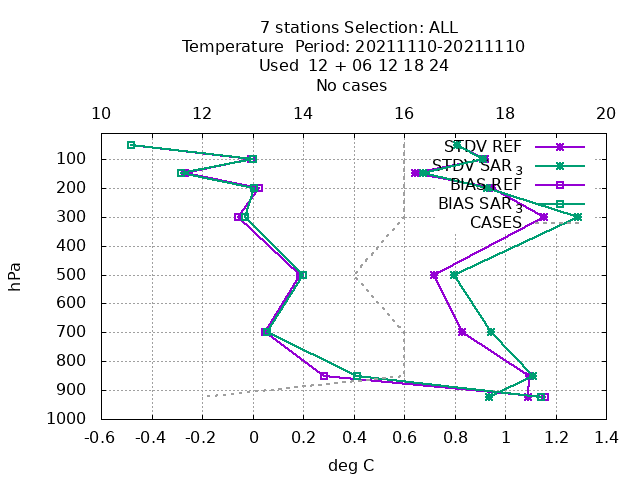 7 stations Selection: ALL
Temperature  Period: 20211110-20211110
Used  12 + 06 12 18 24
No cases
10 12 14 16 18 20
STDV REF
STDV SAR 3
BIAS REF
BIAS SAR 3
CASES
100
200
300
400
500
600
700
800
900
1000
hPa
-0.6 -0.4 -0.2 0 0.2 0.4 0.6 0.8 1 1.2 1.4
deg C